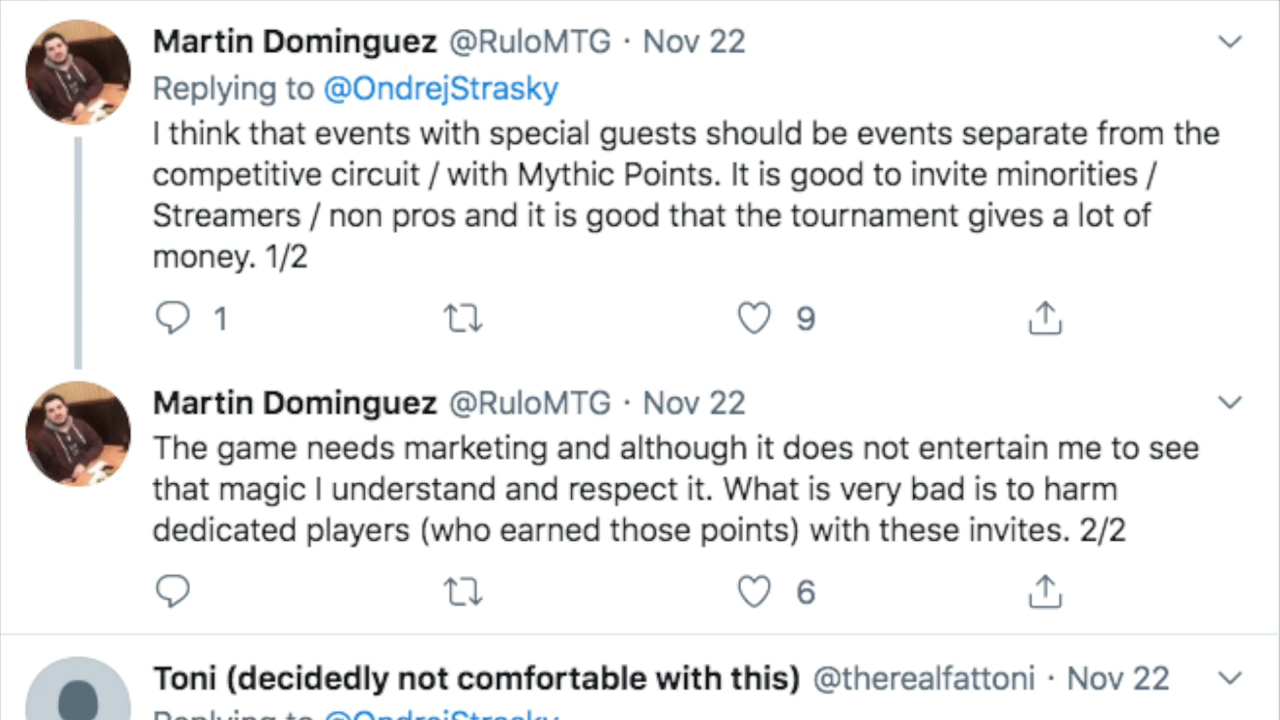 Martin Dominguez @RuloMTG · Nov 22
Replying to @OndrejStrasky
I think that events with special guests should be events separate from the
competitive circuit / with Mythic Points. It is good to invite minorities /
Streamers / non pros and it is good that the tournament gives a lot of
money. 1/2
1 9
Martin Dominguez @RuloMTG · Nov 22
The game needs marketing and although it does not entertain me to see
that magic I understand and respect it. What is very bad is to harm
dedicated players (who earned those points) with these invites. 2/2
6
Toni (decidedly not comfortable with this) @therealfattoni · Nov 22
Replying to @OndrejStrasky